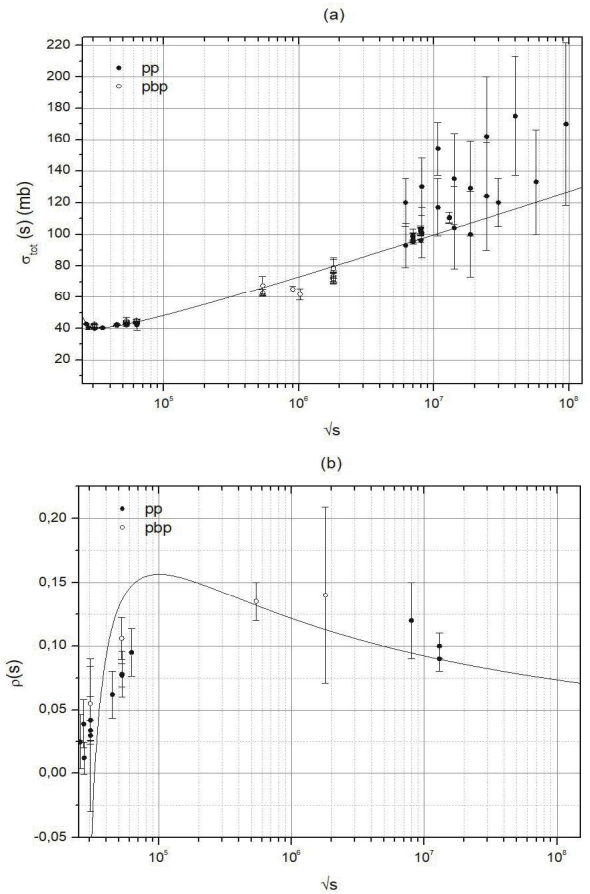 (a)
220
200
180
160
140
120
100
80
60
40
20
σtot (s) (mb)
pp
pbp
10⁵
10⁶
10⁷
10⁸
√s
(b)
0,20
0,15
0,10
0,05
0,00
-0,05
ρ(s)
pp
pbp
10⁵
10⁶
10⁷
10⁸
√s